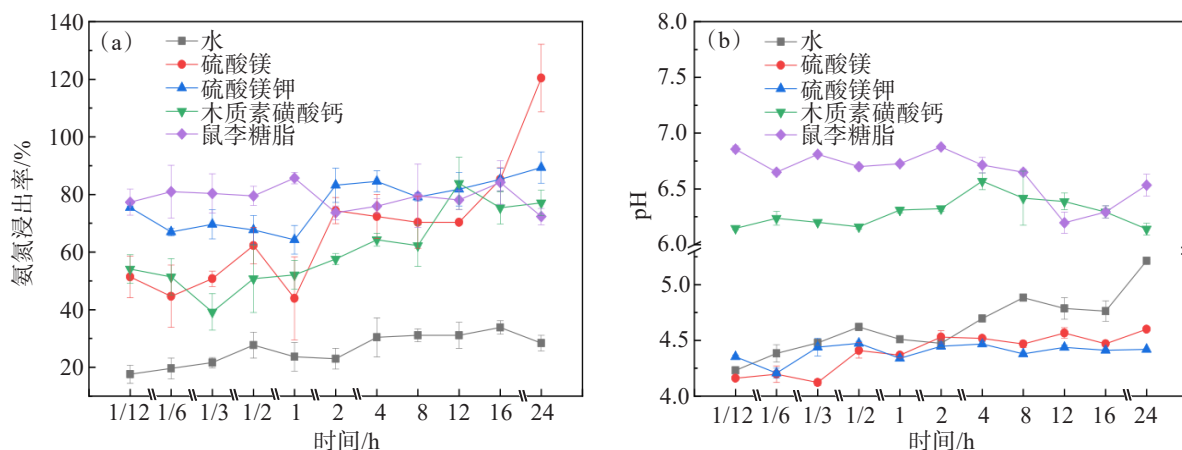 (a)
水
硫酸镁
硫酸镁钾
木质素磺酸钙
鼠李糖脂
氨氮浸出率/%
140
120
100
80
60
40
20
1/12 1/6 1/3 1/2 1 2 4 8 12 16 24
时间/h
(b)
水
硫酸镁
硫酸镁钾
木质素磺酸钙
鼠李糖脂
pH
8.0
7.5
7.0
6.5
6.0
5.0
4.5
4.0
1/12 1/6 1/3 1/2 1 2 4 8 12 16 24
时间/h